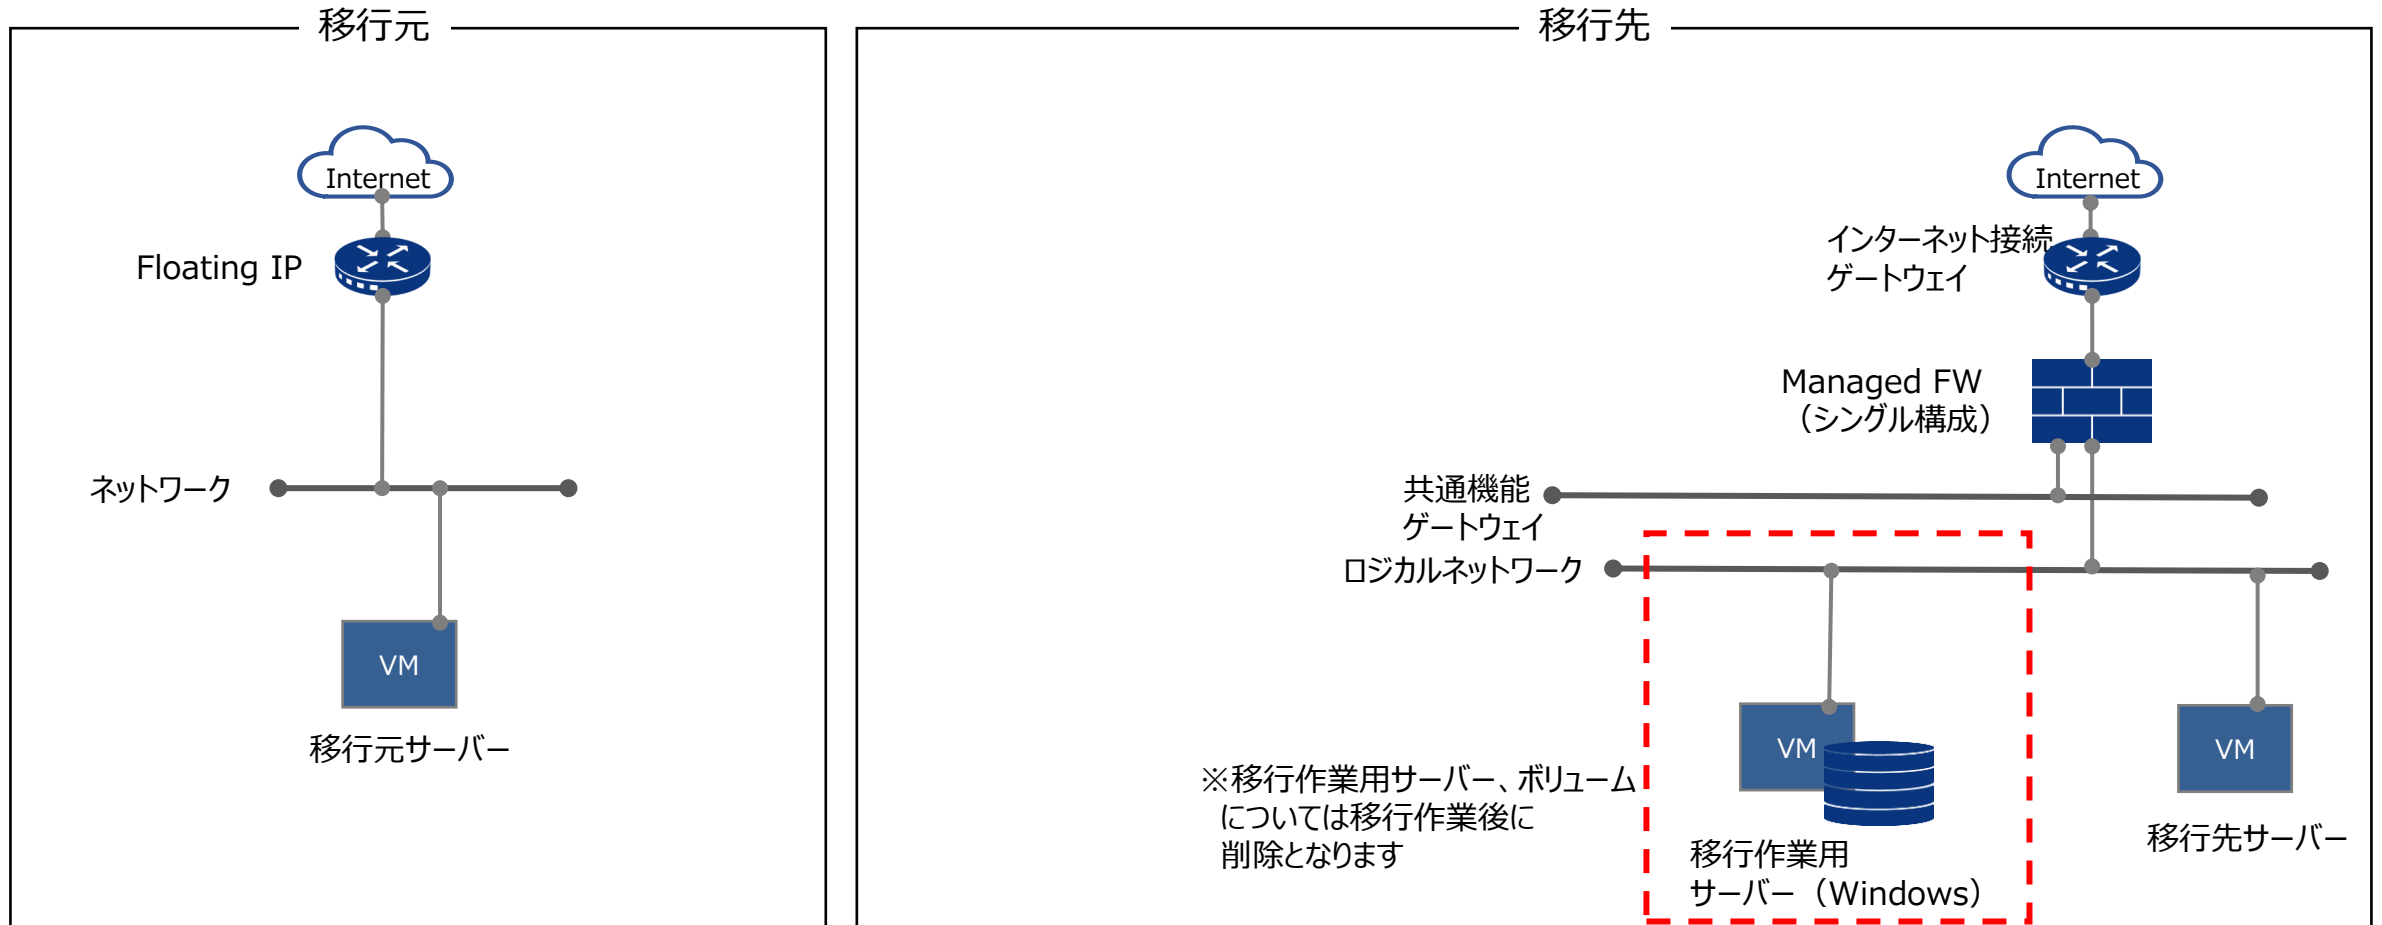 移行元
Internet
Floating IP
ネットワーク
VM
移行元サーバー
移行先
Internet
インターネット接続
ゲートウェイ
Managed FW
（シングル構成）
共通機能
ゲートウェイ
ロジカルネットワーク
VM
※移行作業用サーバー、ボリューム
については移行作業後に
削除となります
移行作業用
サーバー（Windows）
VM
移行先サーバー